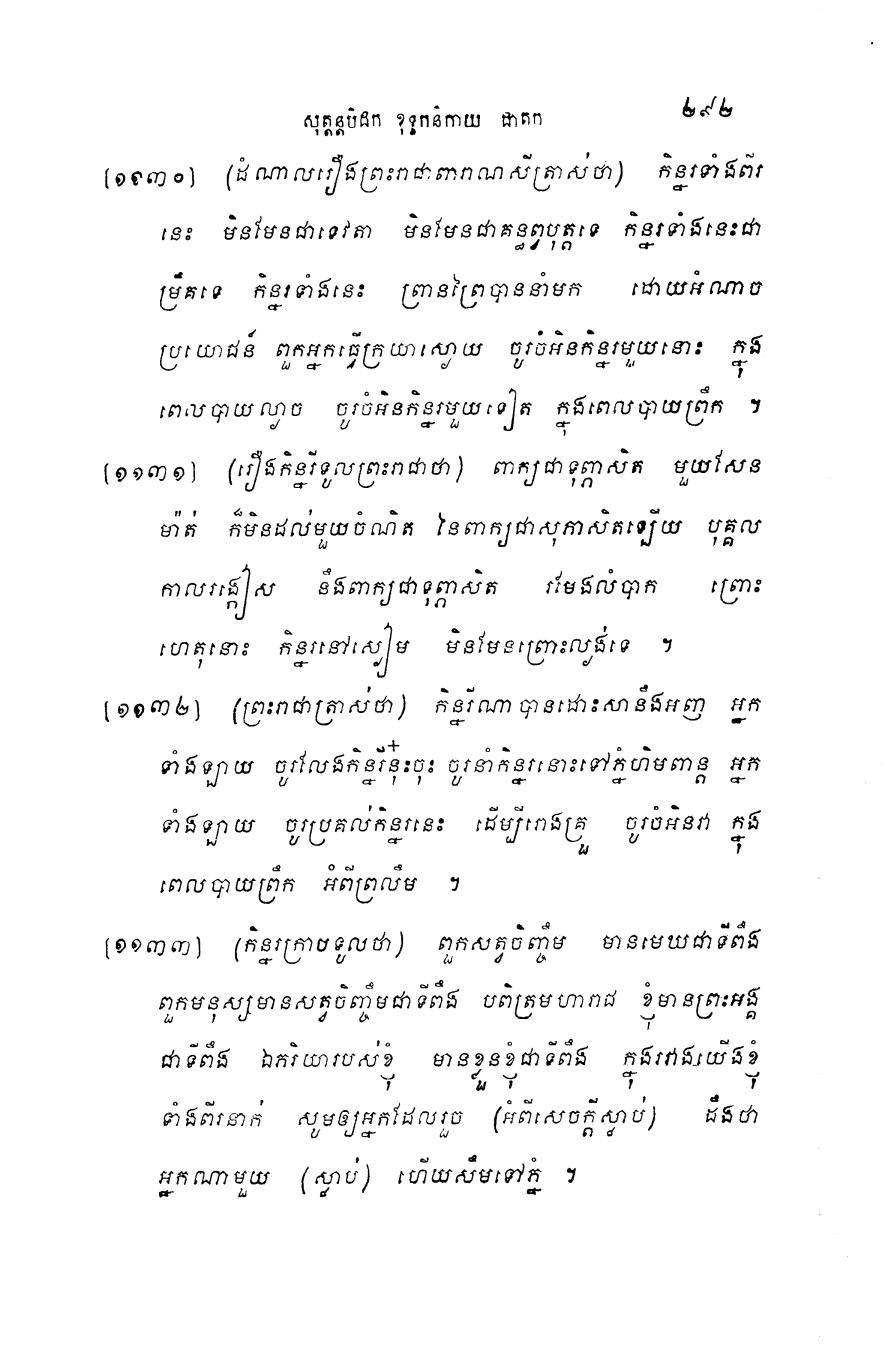 សុត្តន្តបិដក ខុទ្ទកនិកាយ ជាតក ២៩២
[១១៣០] (ដំណាលរឿងព្រះរាជាពារាណសីត្រាស់ថា) កិន្នរទាំងពីរ
នេះ មិនមែនជាទេវតា មិនមែនជាគន្ធព្វបុត្តទេ កិន្នរទាំងនេះជា
ម្រឹគទេ កិន្នរទាំងនេះ ព្រានព្រៃបាននាំមក ដោយអំណាច
ប្រយោជន៍ ពួកអ្នកធ្វើក្រយាស្ងោយ ចូរចំអិនកិន្នរមួយនោះ ក្នុង
ពេលបាយល្ងាច ចូរចំអិនកិន្នរមួយទៀត ក្នុងពេលបាយព្រឹក ។
[១១៣១] (រឿងកិន្នរីទូលព្រះរាជាថា) ពាក្យជាទុព្ភាសិត មួយសែន
ម៉ាត់ ក៏មិនដល់មួយចំណិត នៃពាក្យជាសុភាសិតឡើយ បុគ្គល
កាលរង្កៀស នឹងពាក្យជាទុព្ភាសិត រមែងលំបាក ព្រោះ
ហេតុនោះ កិន្នរនៅស្ងៀម មិនមែនព្រោះល្ងង់ទេ ។
[១១៣២] (ព្រះរាជាត្រាស់ថា) កិន្នរីណាបានដោះសានឹងអញ អ្នក
ទាំងឡាយ ចូរលែងកិន្នរីនុ៎ះចុះ ចូរនាំកិន្នរនោះទៅភ្នំហិមពាន្ត អ្នក
ទាំងឡាយ ចូរប្រគល់កិន្នរនេះ ដើម្បីរោងគ្រួ ចូរចំអិនវា ក្នុង
ពេលបាយព្រឹក អំពីព្រលឹម ។
[១១៣៣] (កិន្នរក្រាបទូលថា) ពួកសត្វចិញ្ចឹម មានមេឃជាទីពឹង
ពួកមនុស្សមានសត្វចិញ្ចឹមជាទីពឹង បពិត្រមហារាជ ខ្ញុំមានព្រះអង្គ
ជាទីពឹង ឯភរិយារបស់ខ្ញុំ មានខ្លួនខ្ញុំជាទីពឹង ក្នុងរវាងយើងខ្ញុំ
ទាំងពីរនាក់ សូមឲ្យអ្នកដែលរួច (អំពីសេចក្តីស្លាប់) ដឹងថា
អ្នកណាមួយ (ស្លាប់) ហើយសឹមទៅភ្នំ ។